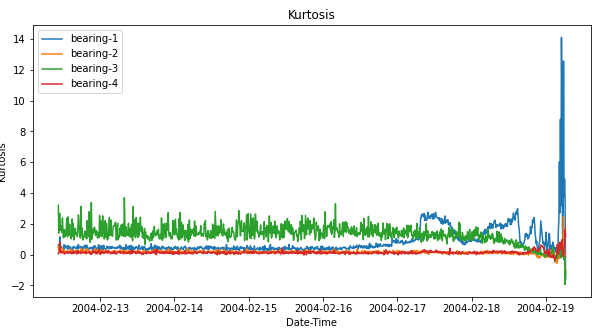 Kurtosis
bearing-1
bearing-2
bearing-3
bearing-4
14
12
10
8
6
4
2
0
−2
Kurtosis
2004-02-13 2004-02-14 2004-02-15 2004-02-16 2004-02-17 2004-02-18 2004-02-19
Date-Time